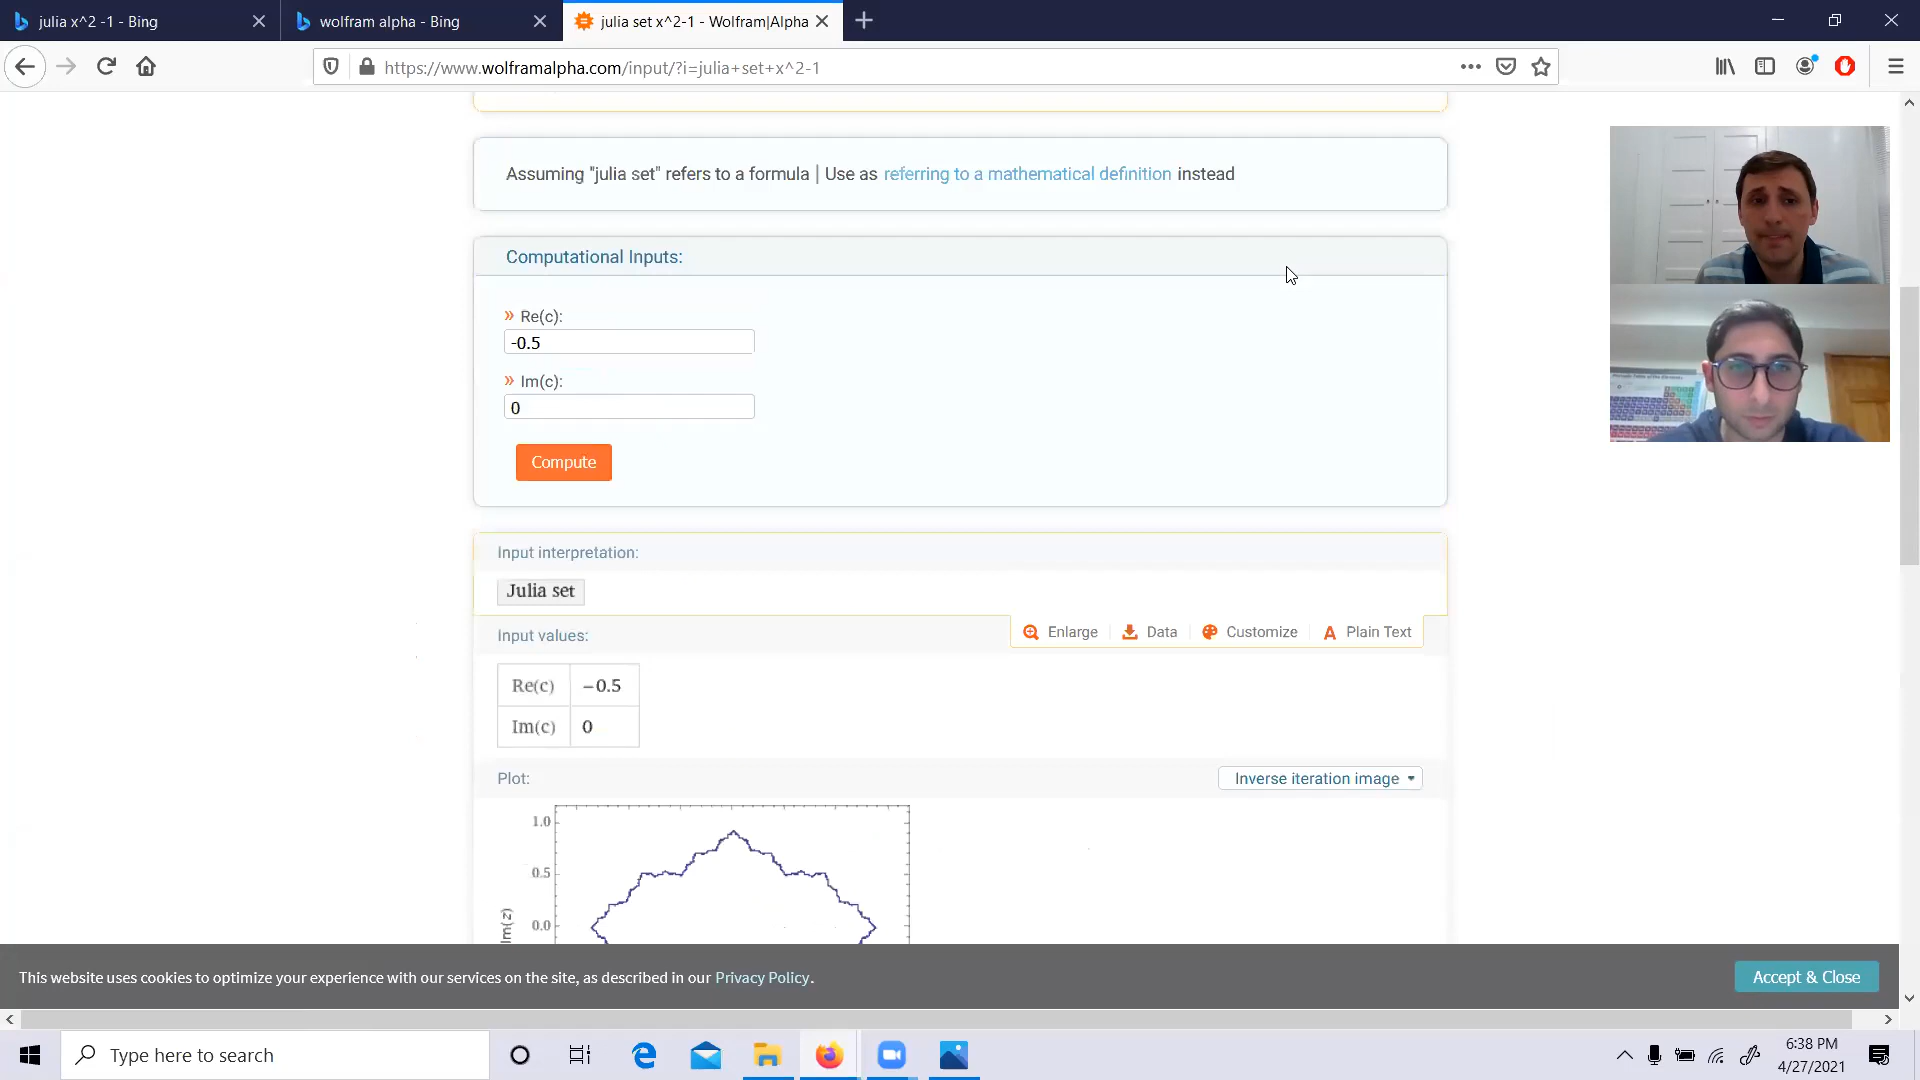 julia x^2 -1 - Bing
wolfram alpha - Bing
julia set x^2-1 - Wolfram|Alpha
https://www.wolframalpha.com/input/?i=julia+set+x^2-1
Assuming "julia set" refers to a formula | Use as referring to a mathematical definition instead
Computational Inputs:
» Re(c):
-0.5
» Im(c):
0
Compute
Input interpretation:
Julia set
Input values:
Enlarge
Data
Customize
A Plain Text
Re(c) −0.5
Im(c) 0
Plot:
Inverse iteration image
1.0
0.5
0.0
Im(z)
This website uses cookies to optimize your experience with our services on the site, as described in our Privacy Policy.
Accept & Close
Type here to search
6:38 PM
4/27/2021